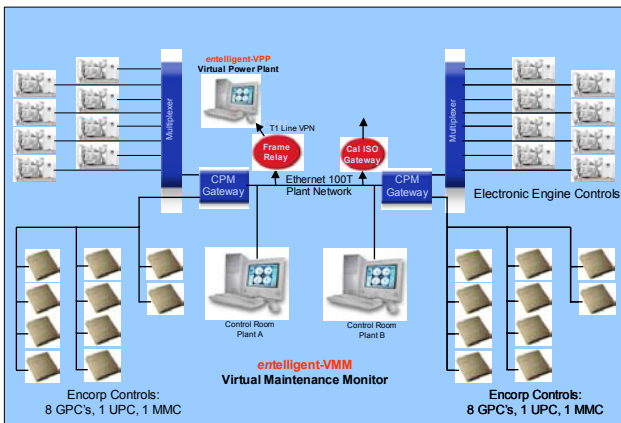 entelligent-VPP
Virtual Power Plant
Multiplexer
T1 Line VPN
Frame
Relay
Cal ISO
Gateway
Multiplexer
CPM
Gateway
Ethernet 100T
Plant Network
CPM
Gateway
Electronic Engine Controls
Control Room
Plant A
Control Room
Plant B
entelligent-VMM
Virtual Maintenance Monitor
Encorp Controls:
8 GPC's, 1 UPC, 1 MMC
Encorp Controls:
8 GPC's, 1 UPC, 1 MMC